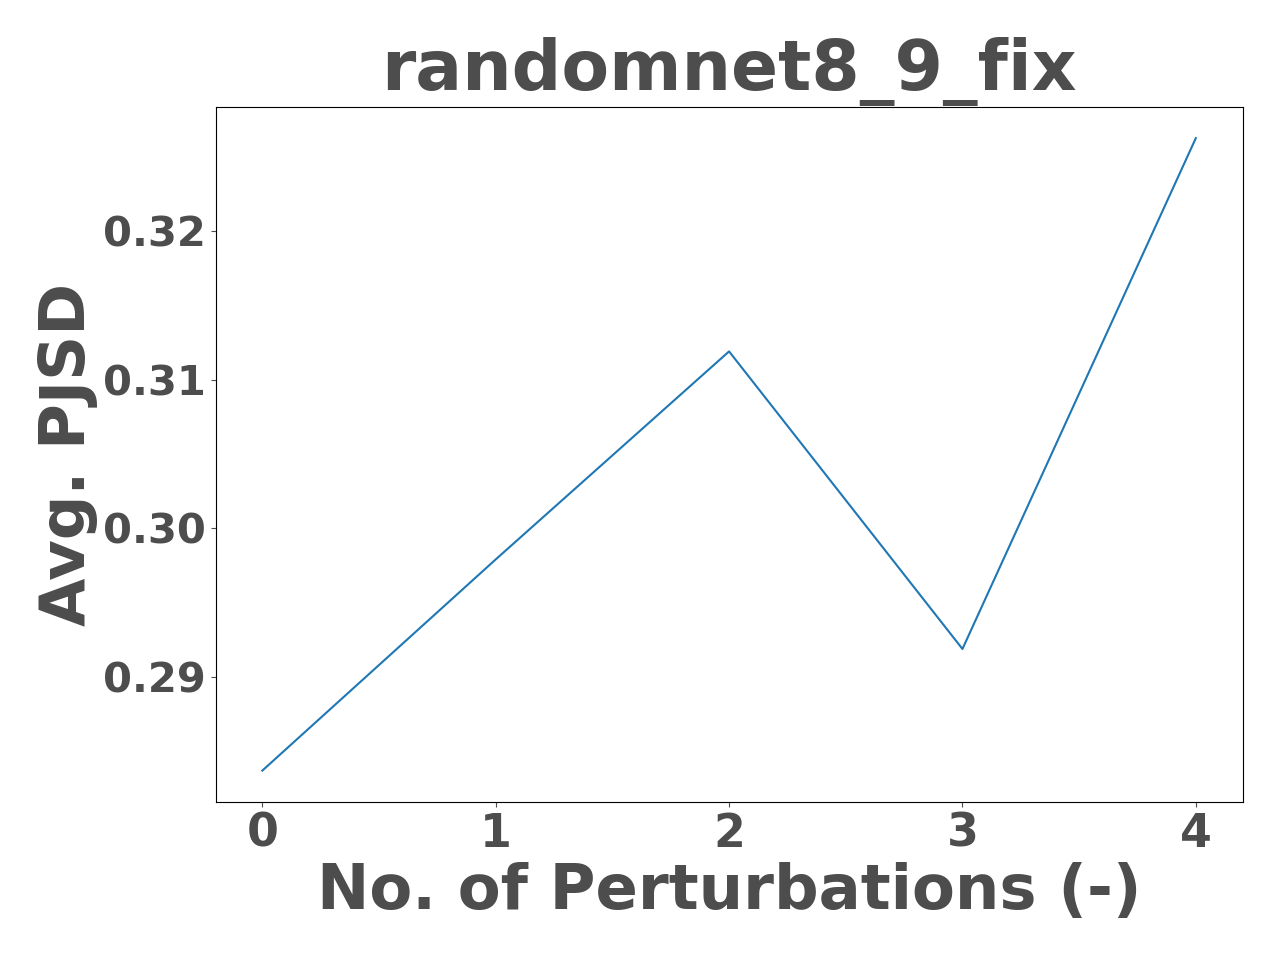 randomnet8_9_fix
Avg. PJSD
0.32
0.31
0.30
0.29
0 1 2 3 4
No. of Perturbations (-)